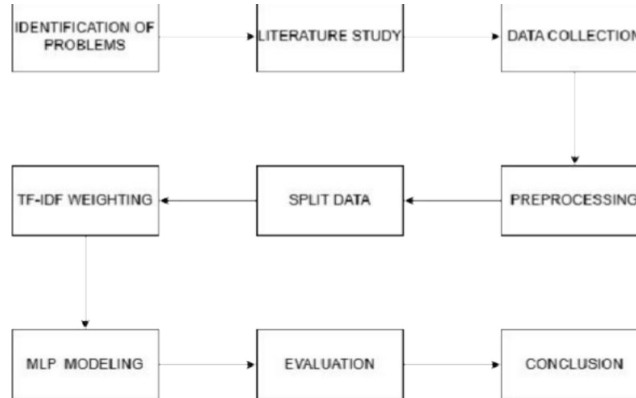 IDENTIFICATION OF
PROBLEMS
LITERATURE STUDY
DATA COLLECTION
TF-IDF WEIGHTING
SPLIT DATA
PREPROCESSING
MLP MODELING
EVALUATION
CONCLUSION